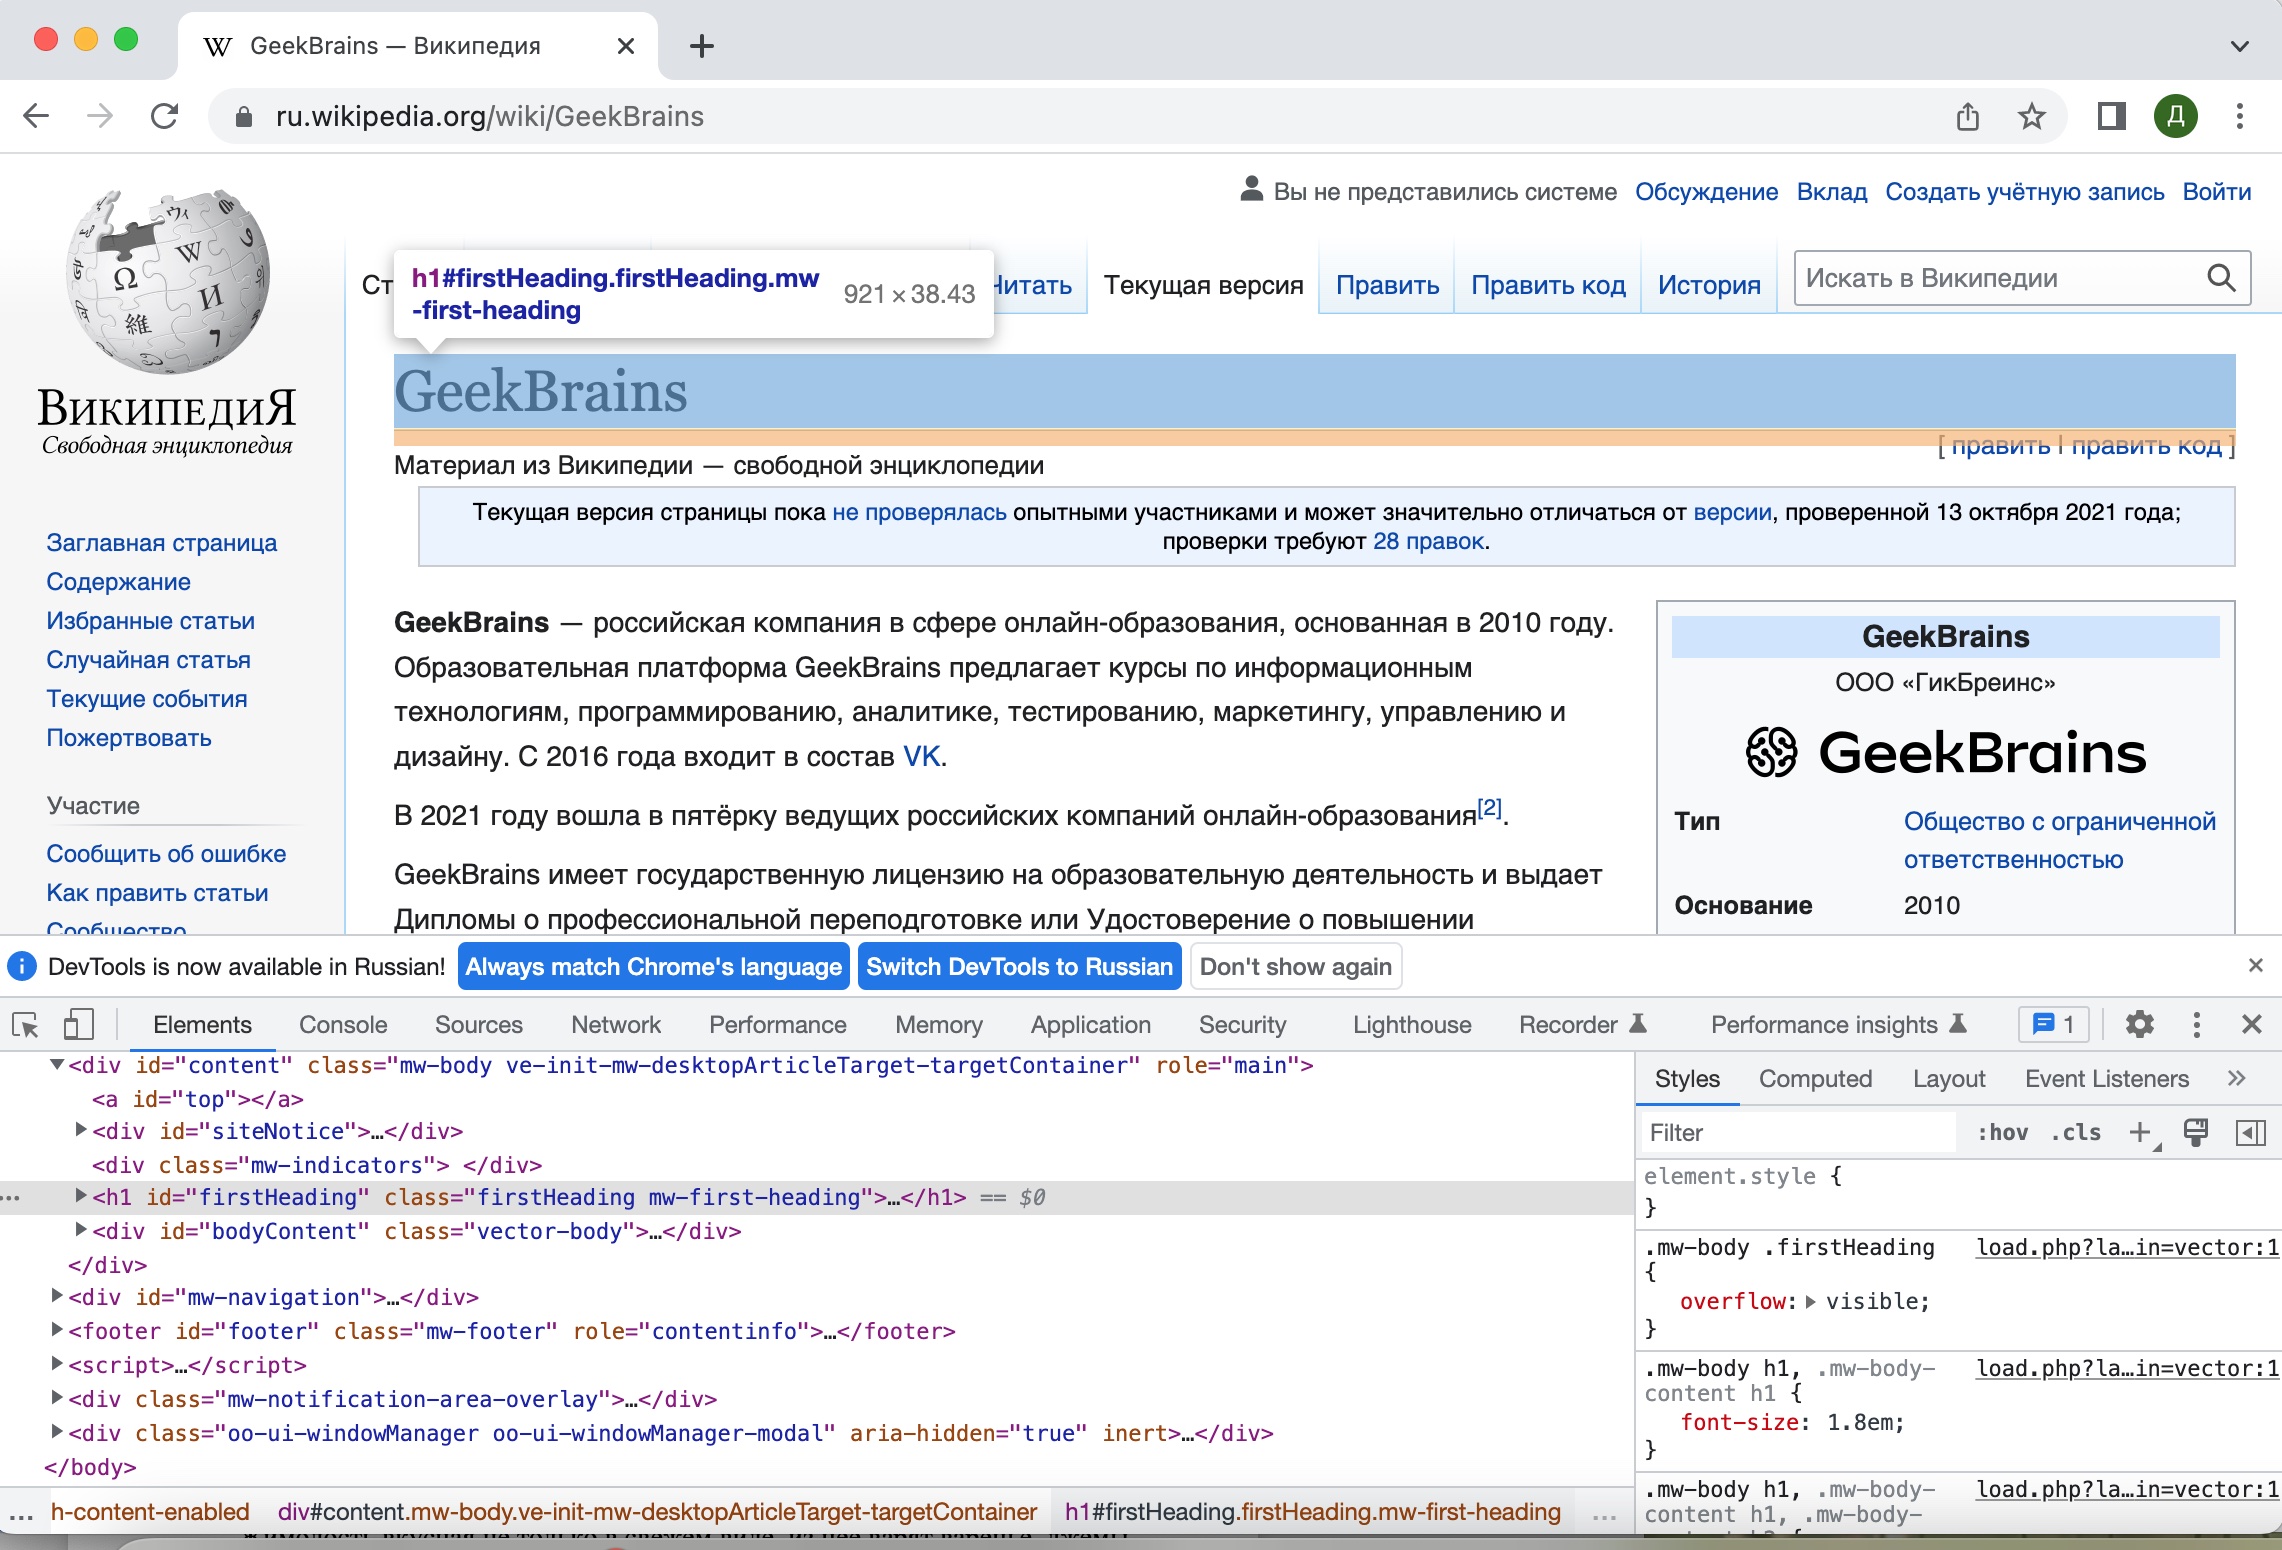 GeekBrains — Википедия
ru.wikipedia.org/wiki/GeekBrains
Д
Вы не представились системе Обсуждение Вклад Создать учётную запись Войти
Ст
h1#firstHeading.firstHeading.mw
-first-heading
921 × 38.43
Читать Текущая версия Править Править код История Искать в Википедии
ВИКИПЕДИЯ
Свободная энциклопедия
GeekBrains
[ править | править код ]
Материал из Википедии — свободной энциклопедии
Текущая версия страницы пока не проверялась опытными участниками и может значительно отличаться от версии, проверенной 13 октября 2021 года;
проверки требуют 28 правок.
Заглавная страница
Содержание
Избранные статьи
Случайная статья
Текущие события
Пожертвовать
Участие
Сообщить об ошибке
Как править статьи
Сообщество
GeekBrains — российская компания в сфере онлайн-образования, основанная в 2010 году.
Образовательная платформа GeekBrains предлагает курсы по информационным
технологиям, программированию, аналитике, тестированию, маркетингу, управлению и
дизайну. С 2016 года входит в состав VK.
В 2021 году вошла в пятёрку ведущих российских компаний онлайн-образования[2].
GeekBrains имеет государственную лицензию на образовательную деятельность и выдает
Дипломы о профессиональной переподготовке или Удостоверение о повышении
GeekBrains
ООО «ГикБреинс»
GeekBrains
Тип Общество с ограниченной
ответственностью
Основание 2010
DevTools is now available in Russian! Always match Chrome's language Switch DevTools to Russian Don't show again
Elements Console Sources Network Performance Memory Application Security Lighthouse Recorder Performance insights 1
<div id="content" class="mw-body ve-init-mw-desktopArticleTarget-targetContainer" role="main">
<a id="top"></a>
<div id="siteNotice">…</div>
<div class="mw-indicators"> </div>
<h1 id="firstHeading" class="firstHeading mw-first-heading">…</h1> == $0
<div id="bodyContent" class="vector-body">…</div>
</div>
<div id="mw-navigation">…</div>
<footer id="footer" class="mw-footer" role="contentinfo">…</footer>
<script>…</script>
<div class="mw-notification-area-overlay">…</div>
<div class="oo-ui-windowManager oo-ui-windowManager-modal" aria-hidden="true" inert>…</div>
</body>
... h-content-enabled div#content.mw-body.ve-init-mw-desktopArticleTarget-targetContainer h1#firstHeading.firstHeading.mw-first-heading ...
Styles Computed Layout Event Listeners
Filter :hov .cls
element.style {
}
.mw-body .firstHeading load.php?la…in=vector:1
{
overflow: visible;
}
.mw-body h1, .mw-body- load.php?la…in=vector:1
content h1 {
font-size: 1.8em;
}
.mw-body h1, .mw-body- load.php?la…in=vector:1
content h1, .mw-body-